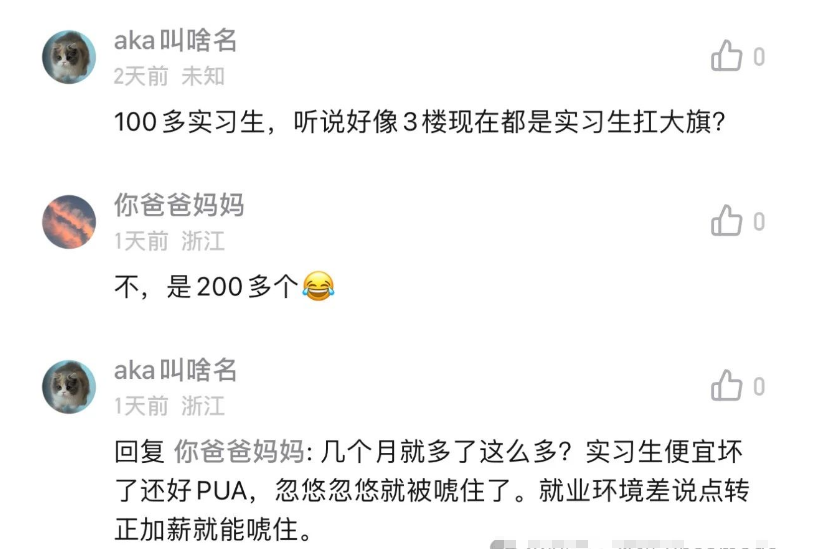 aka叫啥名
0
2天前 未知
100多实习生，听说好像3楼现在都是实习生扛大旗？
你爸爸妈妈
0
1天前 浙江
不，是200多个😂
aka叫啥名
0
1天前 浙江
回复 你爸爸妈妈: 几个月就多了这么多？实习生便宜坏
了还好PUA，忽悠忽悠就被唬住了。就业环境差说点转
正加薪就能唬住。